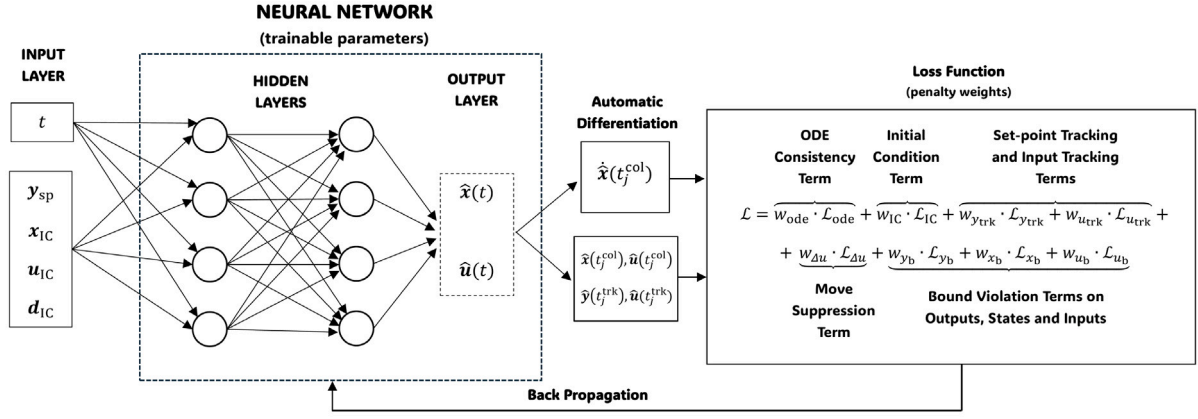 NEURAL NETWORK
(trainable parameters)
INPUT
LAYER
t
y_sp
x_IC
u_IC
d_IC
HIDDEN
LAYERS
OUTPUT
LAYER
x̂(t)
û(t)
Automatic
Differentiation
x̂̇(t_j^col)
x̂(t_j^col), û(t_j^col)
ŷ(t_j^trk), û(t_j^trk)
Loss Function
(penalty weights)
ODE
Consistency
Term
Initial
Condition
Term
Set-point Tracking
and Input Tracking
Terms
ℒ = w_ode · ℒ_ode + w_IC · ℒ_IC + w_y_trk · ℒ_y_trk + w_u_trk · ℒ_u_trk +
+ w_Δu · ℒ_Δu + w_y_b · ℒ_y_b + w_x_b · ℒ_x_b + w_u_b · ℒ_u_b
Move
Suppression
Term
Bound Violation Terms on
Outputs, States and Inputs
Back Propagation